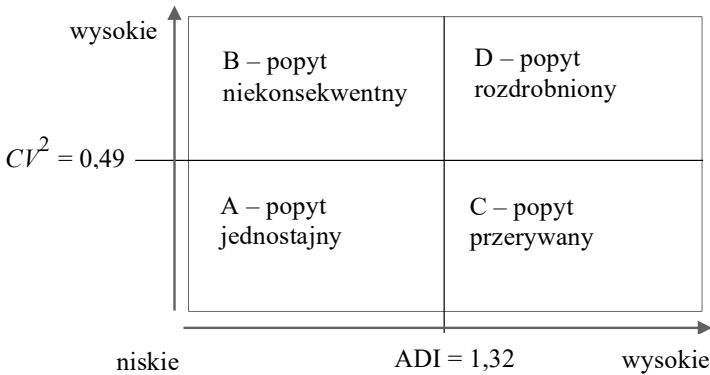 wysokie
B – popyt
niekonsekwentny
D – popyt
rozdrobniony
CV² = 0,49
A – popyt
jednostajny
C – popyt
przerywany
niskie
ADI = 1,32
wysokie